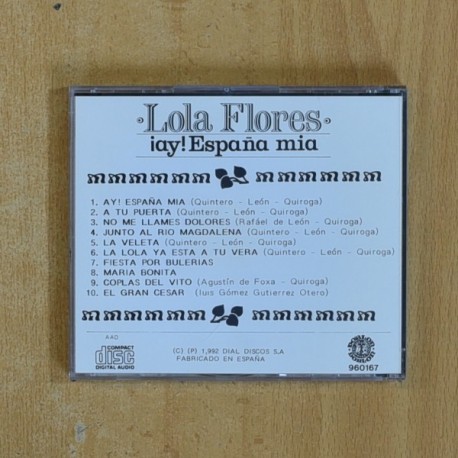 ·Lola Flores·
¡ay! España mia
1. AY! ESPAÑA MIA (Quintero - León - Quiroga)
2. A TU PUERTA (Quintero - León - Quiroga)
3. NO ME LLAMES DOLORES (Rafáel de León - Quiroga)
4. JUNTO AL RIO MAGDALENA (Quintero - León - Quiroga)
5. LA VELETA (Quintero - León - Quiroga)
6. LA LOLA YA ESTA A TU VERA (Quintero - León - Quiroga)
7. FIESTA POR BULERIAS
8. MARIA BONITA
9. COPLAS DEL VITO (Agustín de Foxa - Quiroga)
10. EL GRAN CESAR (luis Gómez Gutierrez Otero)
AAD
COMPACT
disc
DIGITAL AUDIO
(C) (P) 1,992 DIAL DISCOS S.A
FABRICADO EN ESPAÑA
960167